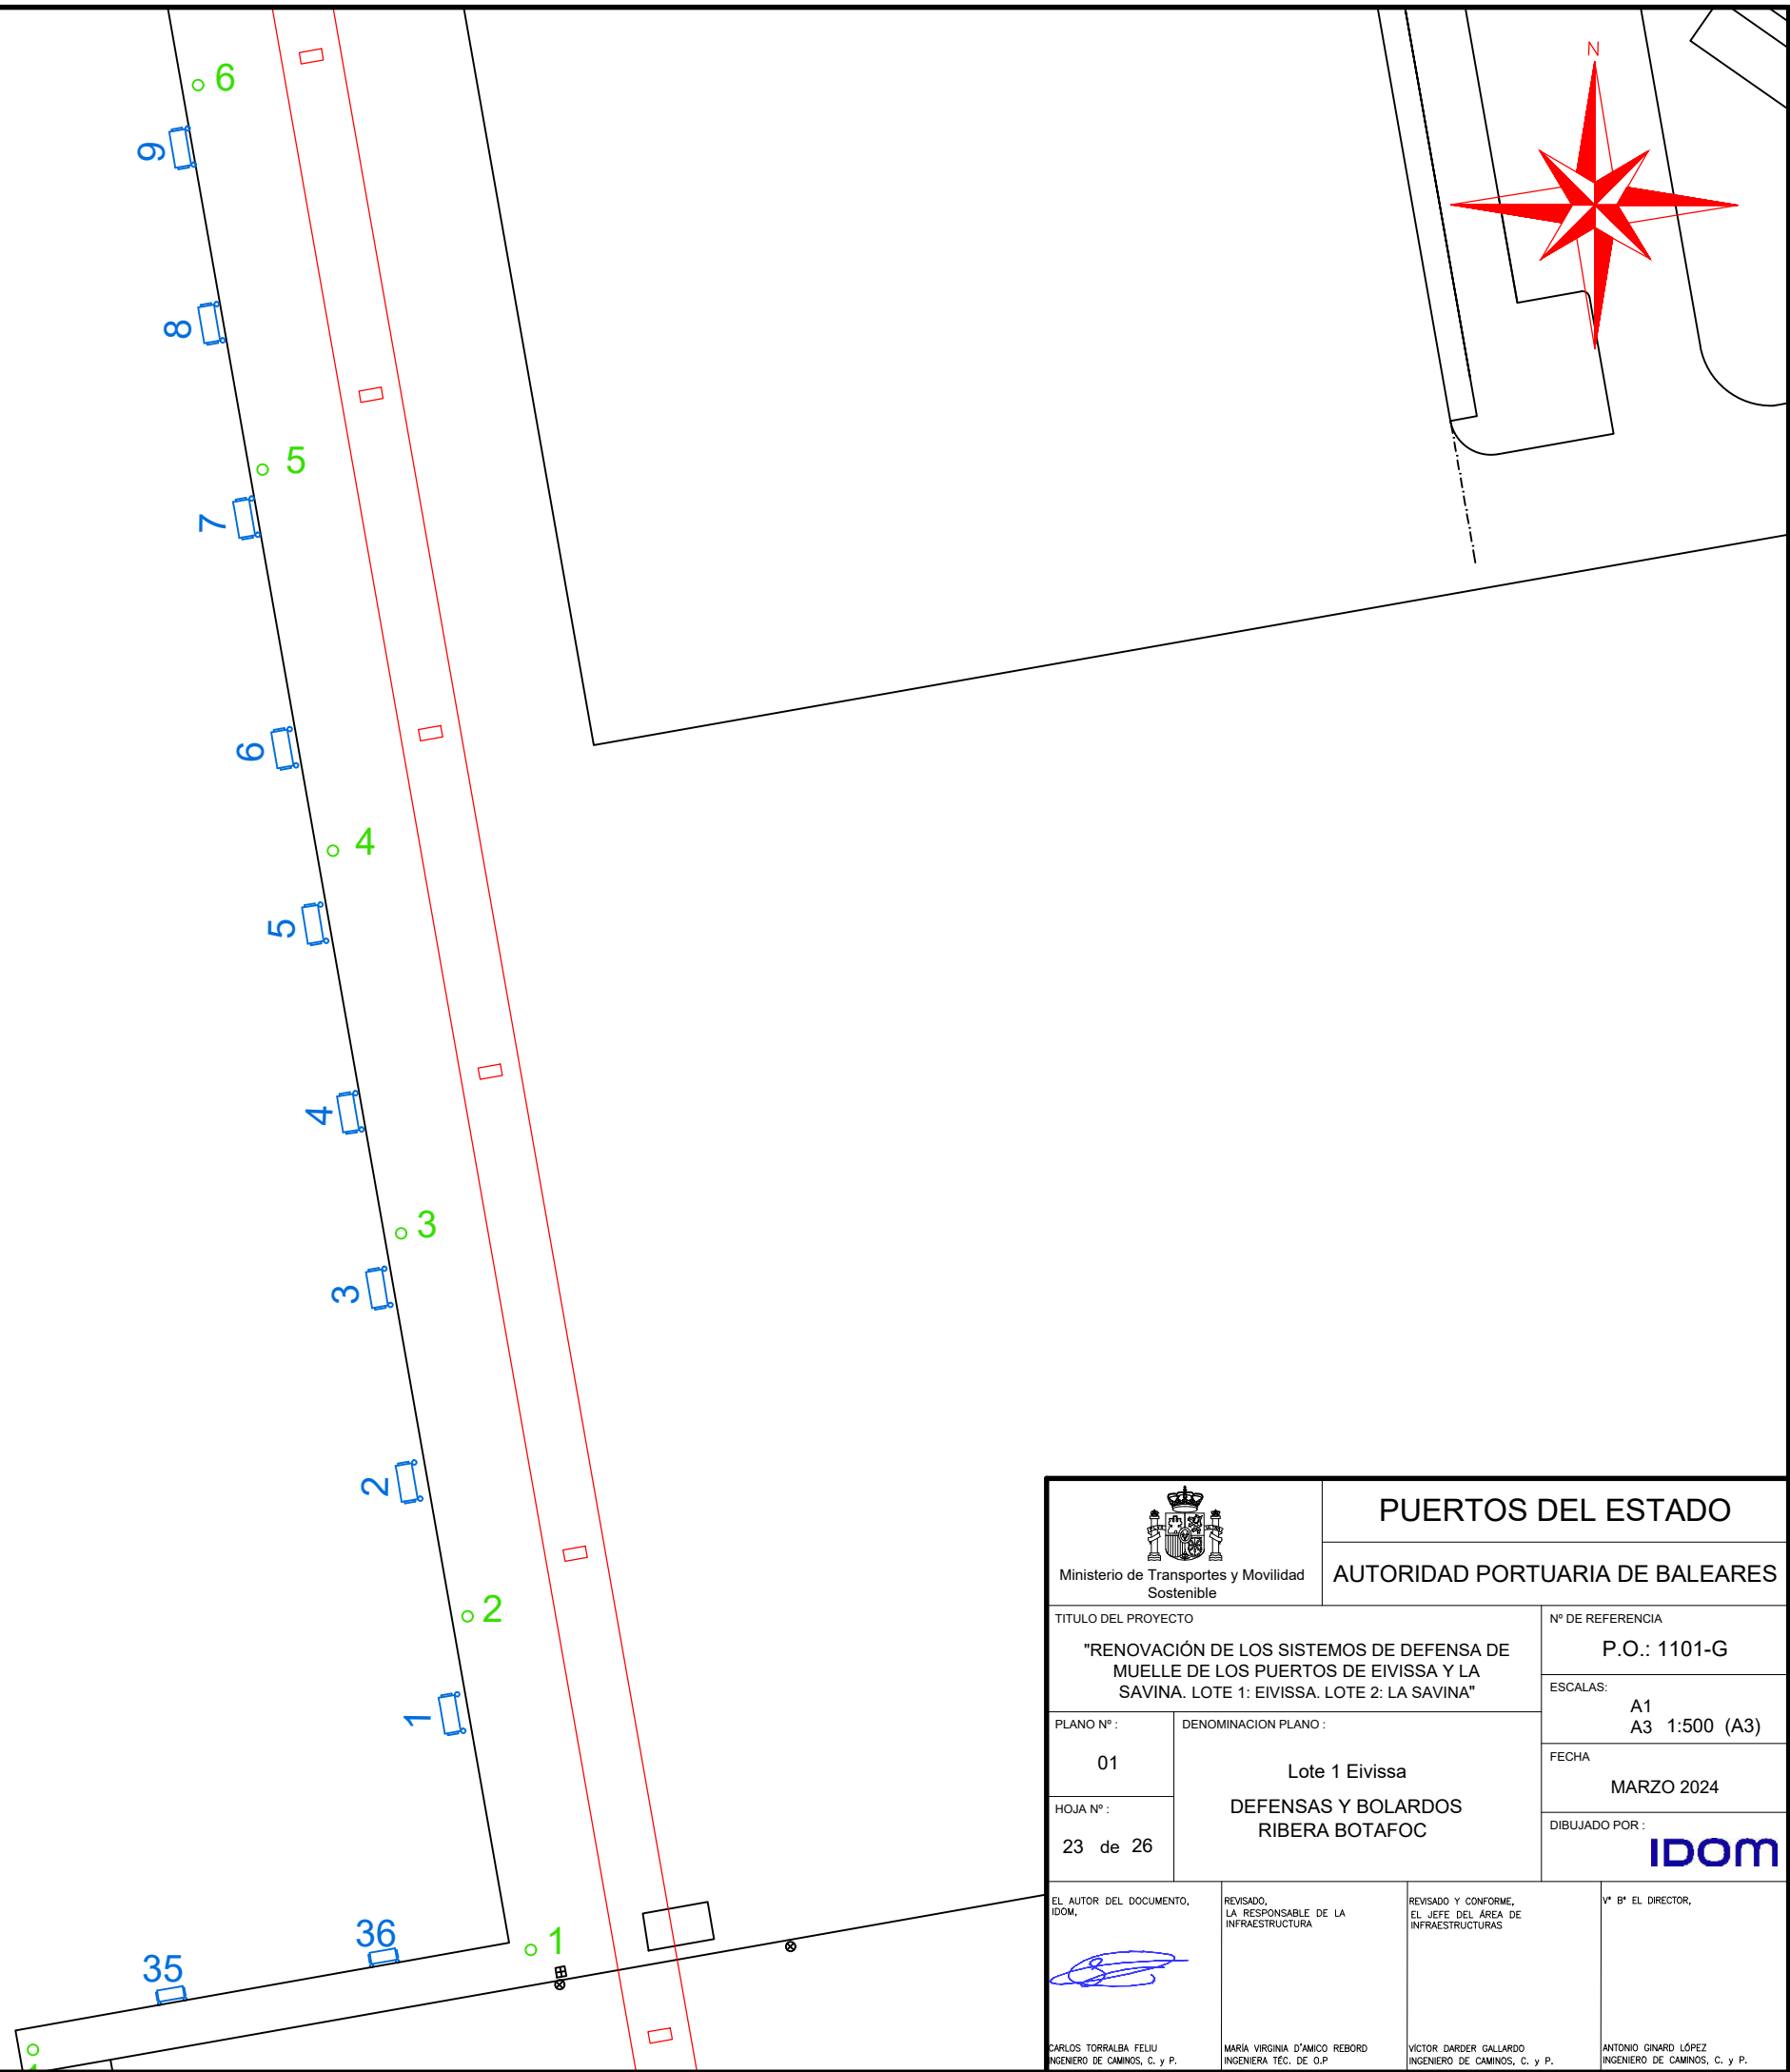 N
6
9
8
5
7
6
4
5
4
3
3
2
2
1
36
1
35
Ministerio de Transportes y Movilidad
Sostenible
PUERTOS DEL ESTADO
AUTORIDAD PORTUARIA DE BALEARES
TITULO DEL PROYECTO
"RENOVACIÓN DE LOS SISTEMOS DE DEFENSA DE
MUELLE DE LOS PUERTOS DE EIVISSA Y LA
SAVINA. LOTE 1: EIVISSA. LOTE 2: LA SAVINA"
Nº DE REFERENCIA
P.O.: 1101-G
ESCALAS:
A1
A3 1:500 (A3)
PLANO Nº :
01
DENOMINACION PLANO :
Lote 1 Eivissa
DEFENSAS Y BOLARDOS
RIBERA BOTAFOC
FECHA
MARZO 2024
HOJA Nº :
23 de 26
DIBUJADO POR :
IDOM
EL AUTOR DEL DOCUMENTO,
IDOM,
REVISADO,
LA RESPONSABLE DE LA
INFRAESTRUCTURA
REVISADO Y CONFORME,
EL JEFE DEL ÁREA DE
INFRAESTRUCTURAS
Vº Bº EL DIRECTOR,
CARLOS TORRALBA FELIU
INGENIERO DE CAMINOS, C. y P.
MARÍA VIRGINIA D'AMICO REBORD
INGENIERA TÉC. DE O.P
VÍCTOR DARDER GALLARDO
INGENIERO DE CAMINOS, C. y P.
ANTONIO GINARD LÓPEZ
INGENIERO DE CAMINOS, C. y P.